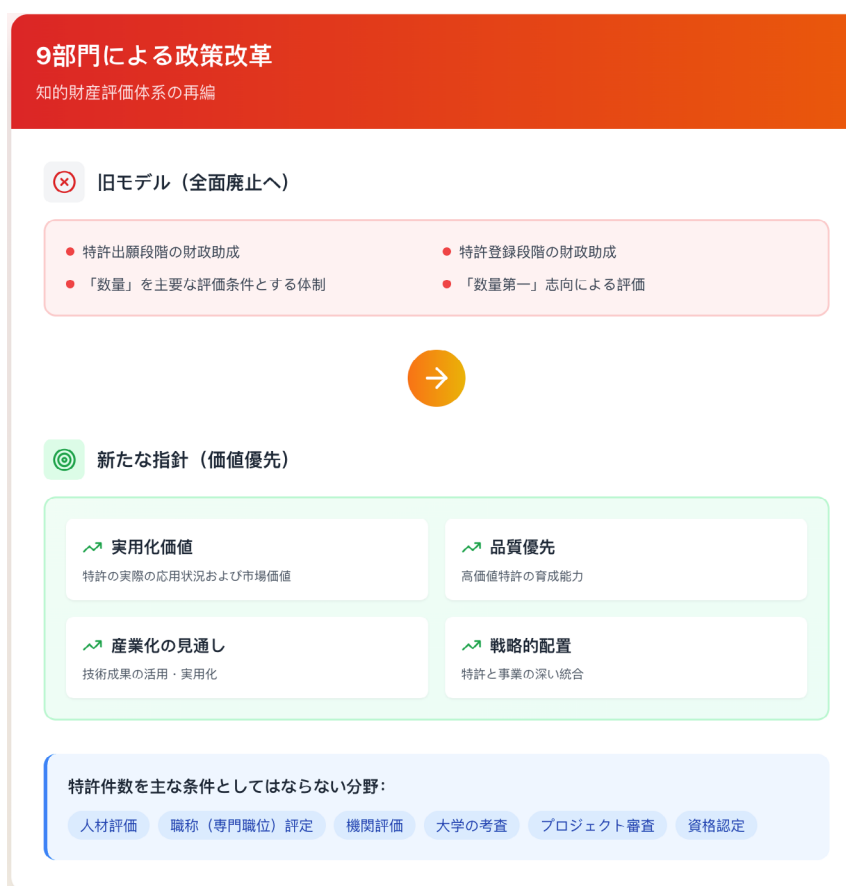 9部門による政策改革
知的財産評価体系の再編
旧モデル（全面廃止へ）
特許出願段階の財政助成
特許登録段階の財政助成
「数量」を主要な評価条件とする体制
「数量第一」志向による評価
新たな指針（価値優先）
実用化価値
特許の実際の応用状況および市場価値
品質優先
高価値特許の育成能力
産業化の見通し
技術成果の活用・実用化
戦略的配置
特許と事業の深い統合
特許件数を主な条件としてはならない分野：
人材評価
職称（専門職位）評定
機関評価
大学の考査
プロジェクト審査
資格認定